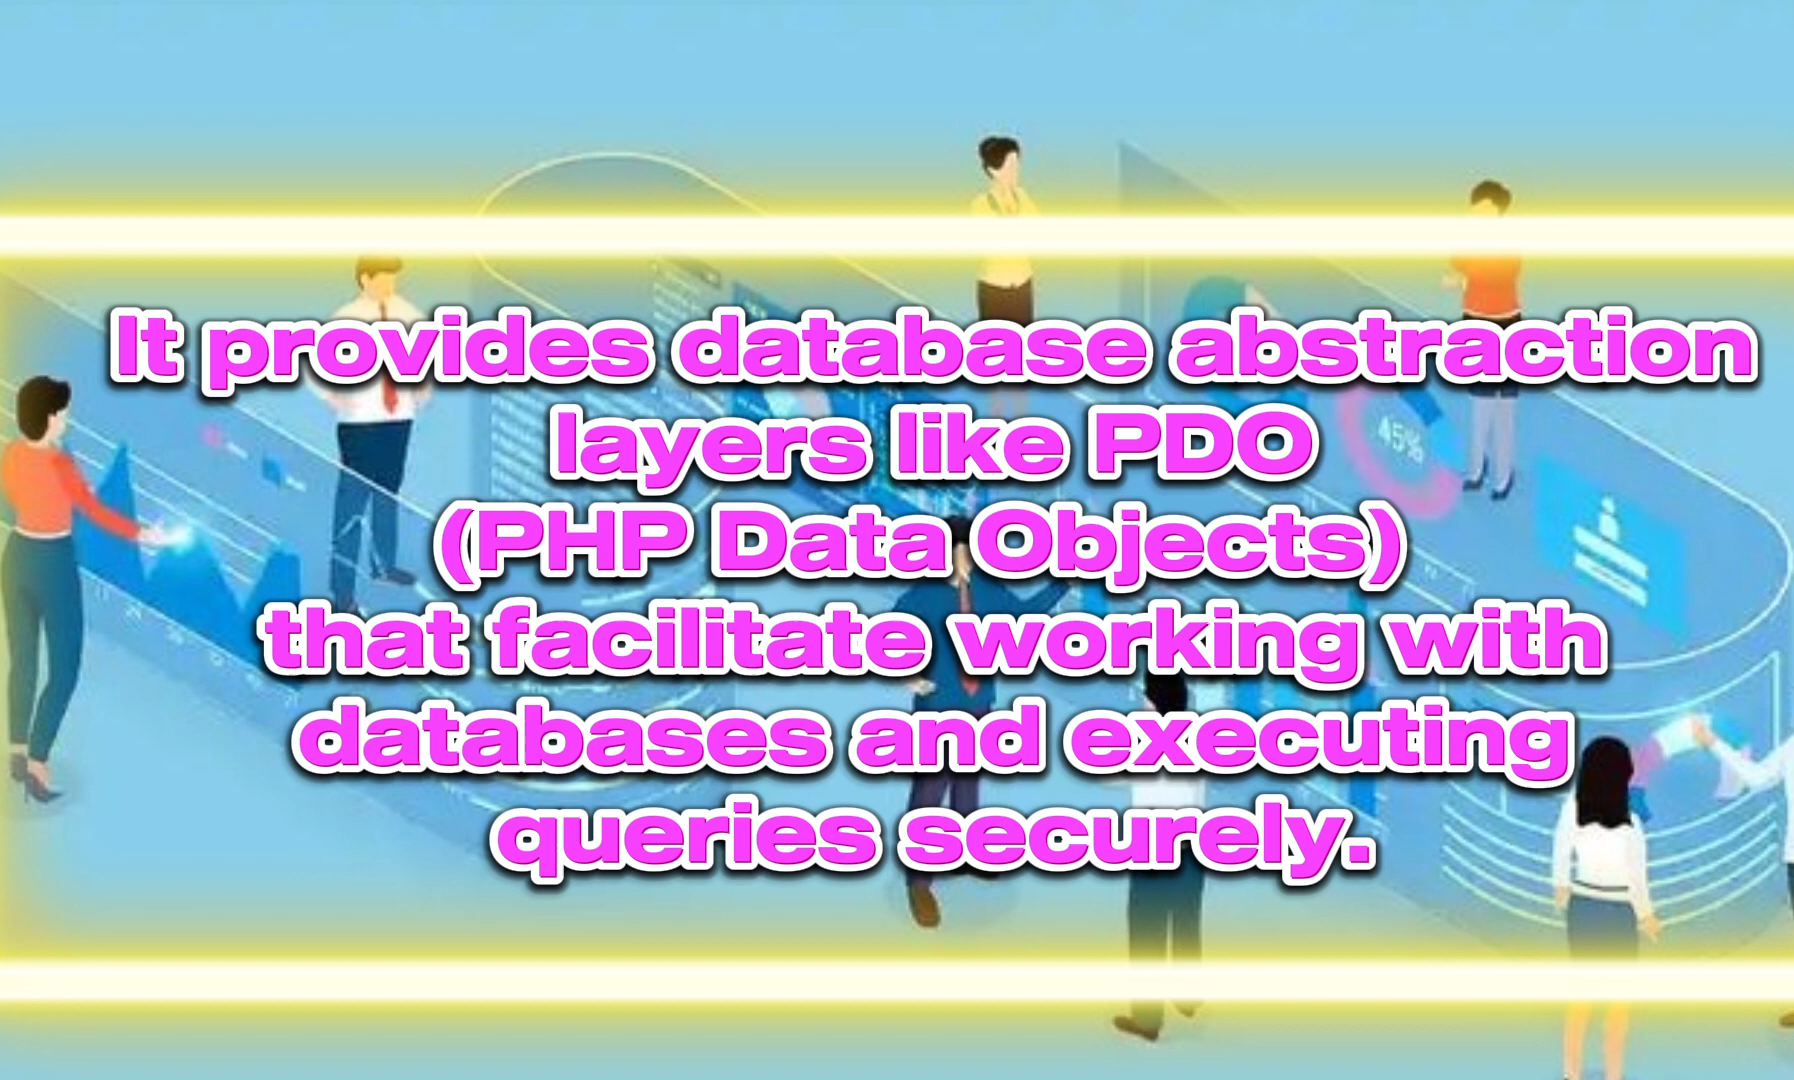 It provides database abstraction
layers like PDO
(PHP Data Objects)
that facilitate working with
databases and executing
queries securely.
45%